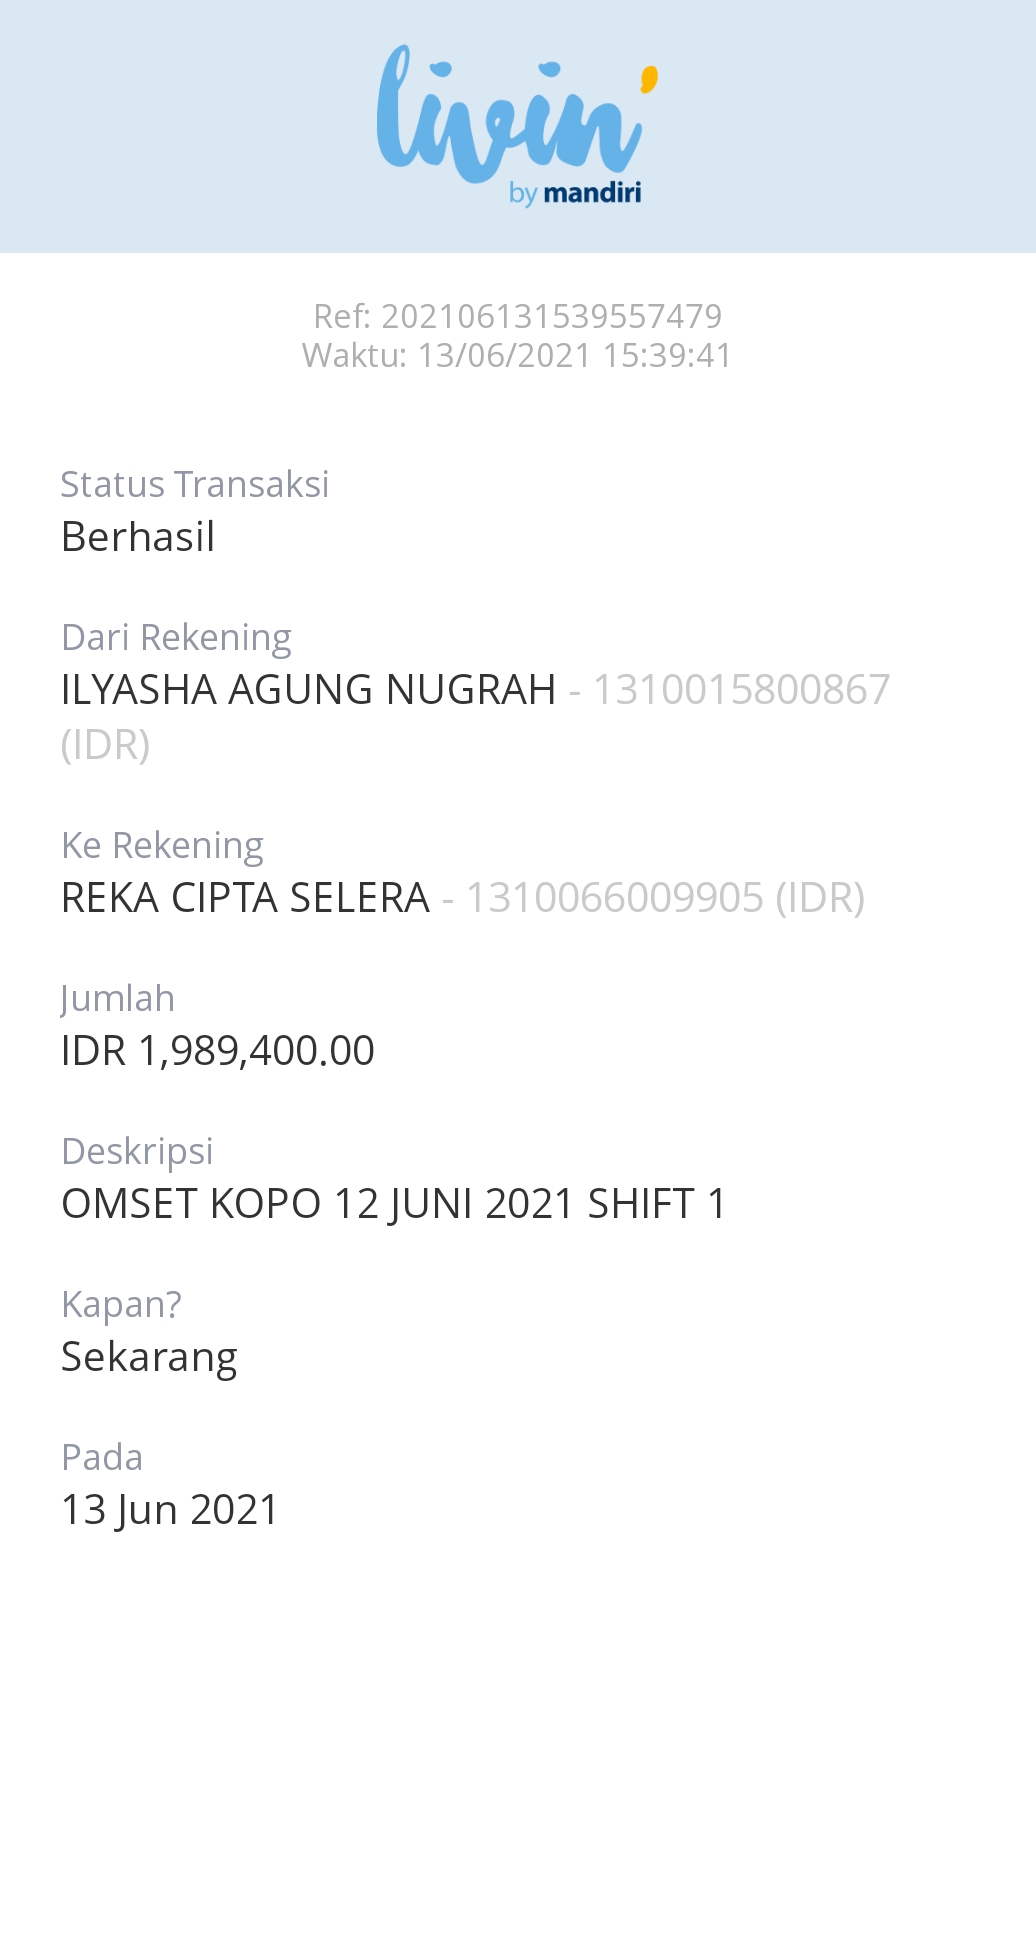 livin'
by mandiri
Ref: 202106131539557479
Waktu: 13/06/2021 15:39:41
Status Transaksi
Berhasil
Dari Rekening
ILYASHA AGUNG NUGRAH - 1310015800867
(IDR)
Ke Rekening
REKA CIPTA SELERA - 1310066009905 (IDR)
Jumlah
IDR 1,989,400.00
Deskripsi
OMSET KOPO 12 JUNI 2021 SHIFT 1
Kapan?
Sekarang
Pada
13 Jun 2021